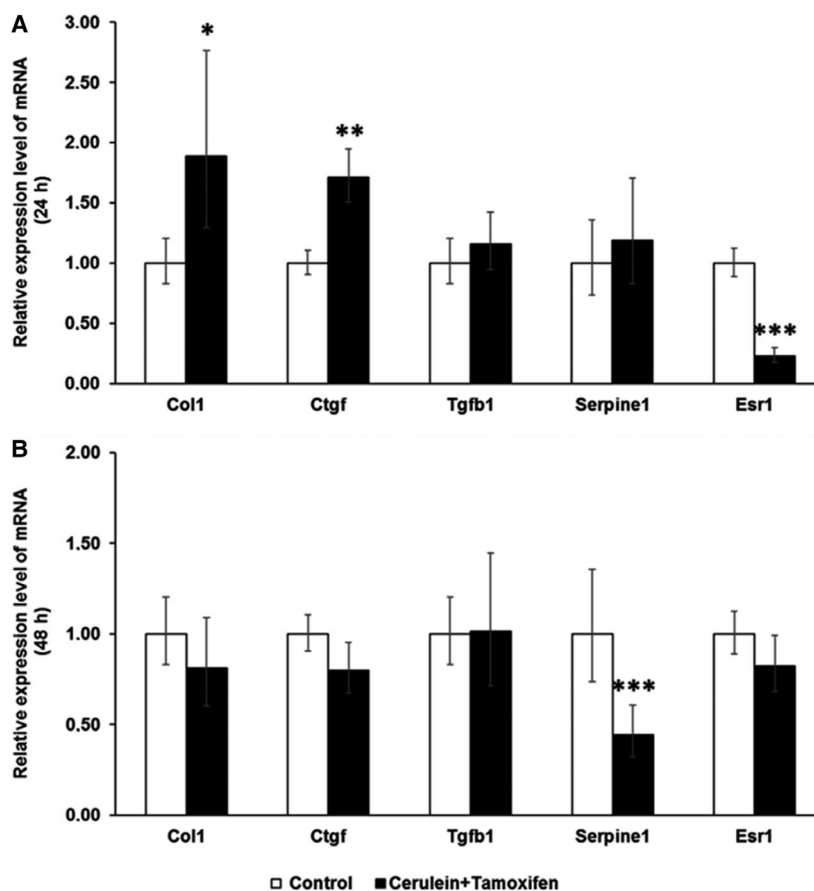 A
Relative expression level of mRNA
(24 h)
3.00
2.50
2.00
1.50
1.00
0.50
0.00
*
**
***
Col1 Ctgf Tgfb1 Serpine1 Esr1
B
Relative expression level of mRNA
(48 h)
2.00
1.50
1.00
0.50
0.00
***
Col1 Ctgf Tgfb1 Serpine1 Esr1
Control Cerulein+Tamoxifen